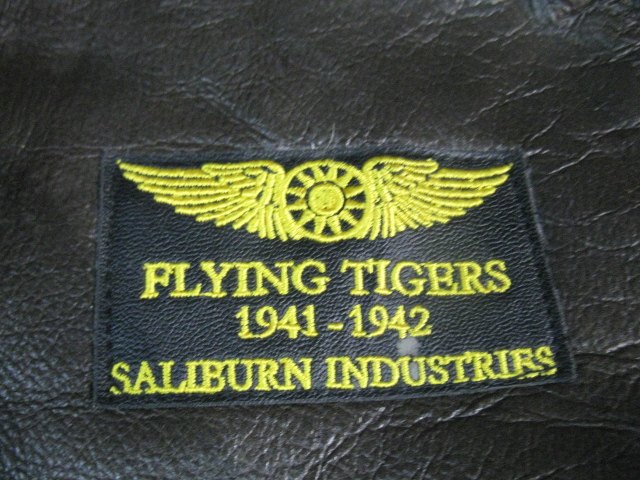 FLYING TIGERS
1941 - 1942
SALIBURN INDUSTRIES